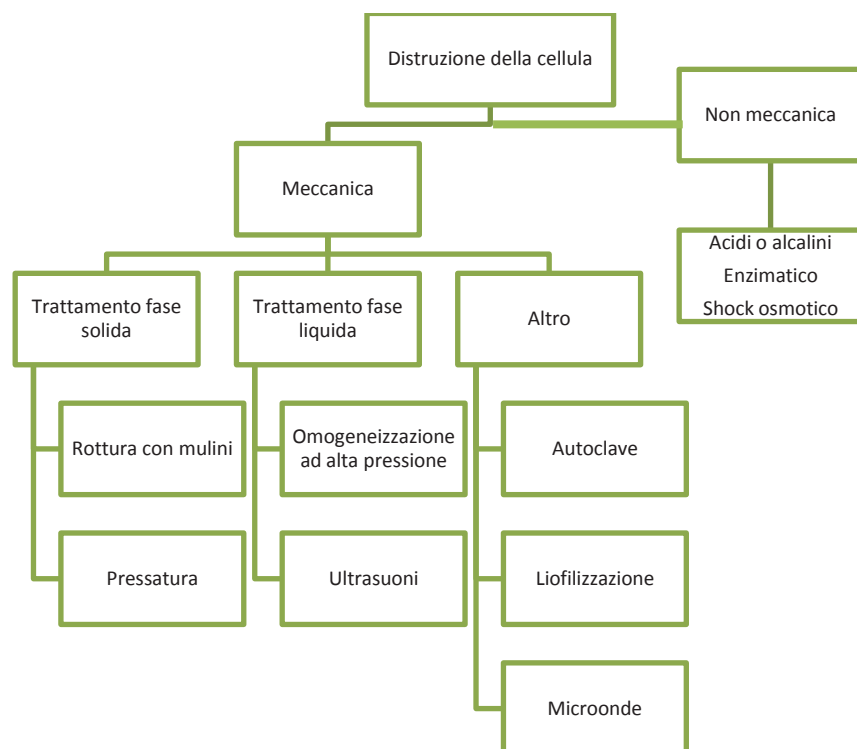 Distruzione della cellula
Non meccanica
Meccanica
Acidi o alcalini
Enzimatico
Shock osmotico
Trattamento fase
solida
Trattamento fase
liquida
Altro
Rottura con mulini
Omogeneizzazione
ad alta pressione
Autoclave
Pressatura
Ultrasuoni
Liofilizzazione
Microonde